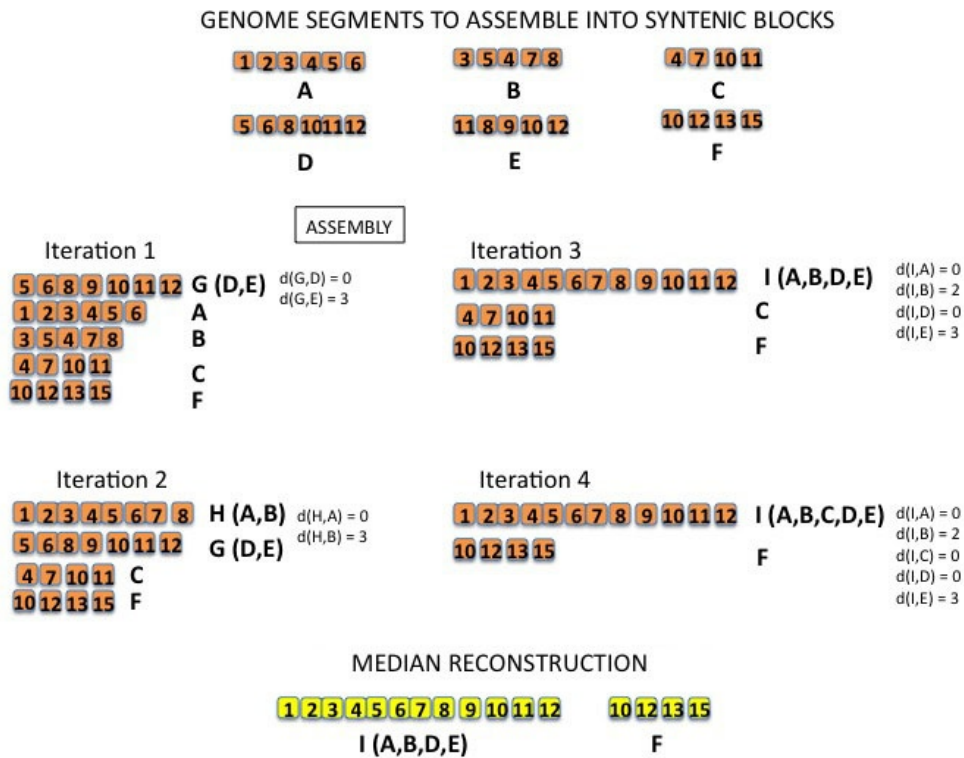 GENOME SEGMENTS TO ASSEMBLE INTO SYNTENIC BLOCKS
1 2 3 4 5 6
A
3 5 4 7 8
B
4 7 10 11
C
5 6 8 10 11 12
D
11 8 9 10 12
E
10 12 13 15
F
ASSEMBLY
Iteration 1
5 6 8 9 10 11 12 G (D,E) d(G,D) = 0
d(G,E) = 3
1 2 3 4 5 6 A
3 5 4 7 8 B
4 7 10 11 C
10 12 13 15 F
Iteration 2
1 2 3 4 5 6 7 8 H (A,B) d(H,A) = 0
d(H,B) = 3
5 6 8 9 10 11 12 G (D,E)
4 7 10 11 C
10 12 13 15 F
Iteration 3
1 2 3 4 5 6 7 8 9 10 11 12 I (A,B,D,E) d(I,A) = 0
d(I,B) = 2
d(I,D) = 0
d(I,E) = 3
4 7 10 11 C
10 12 13 15 F
Iteration 4
1 2 3 4 5 6 7 8 9 10 11 12 I (A,B,C,D,E) d(I,A) = 0
d(I,B) = 2
d(I,C) = 0
d(I,D) = 0
d(I,E) = 3
10 12 13 15 F
MEDIAN RECONSTRUCTION
1 2 3 4 5 6 7 8 9 10 11 12
I (A,B,D,E)
10 12 13 15
F